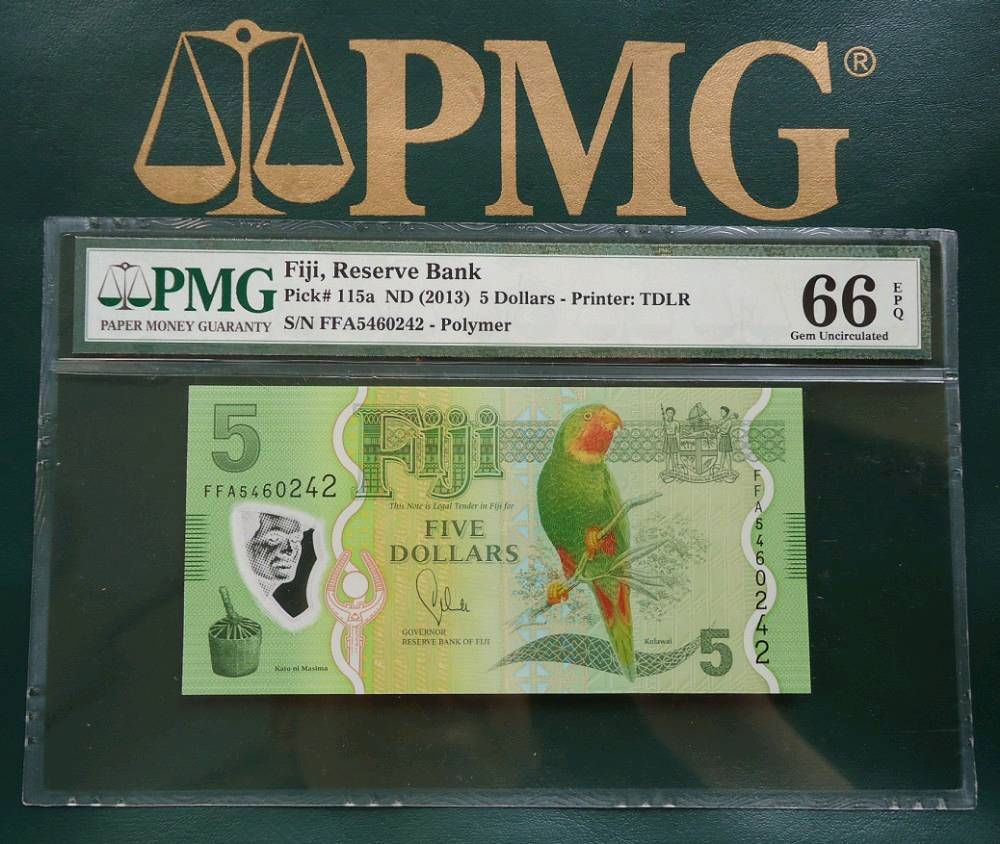 PMG®
PMG
PAPER MONEY GUARANTY
Fiji, Reserve Bank
Pick# 115a ND (2013) 5 Dollars - Printer: TDLR
S/N FFA5460242 - Polymer
66 EPQ
Gem Uncirculated
5
Fiji
FFA5460242
This Note is Legal Tender in Fiji for
FIVE
DOLLARS
GOVERNOR
RESERVE BANK OF FIJI
Kato ni Masima
Kulawai
5
FFA5460242